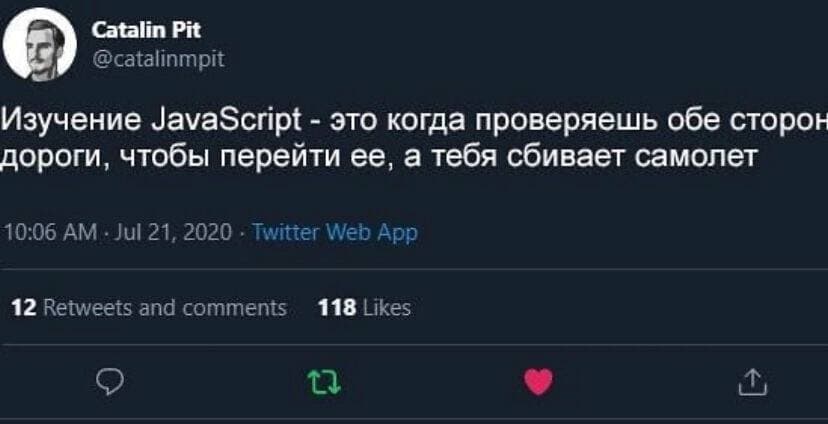 Catalin Pit
@catalinmpit
Изучение JavaScript - это когда проверяешь обе сторон
дороги, чтобы перейти ее, а тебя сбивает самолет
10:06 AM · Jul 21, 2020 · Twitter Web App
12 Retweets and comments 118 Likes